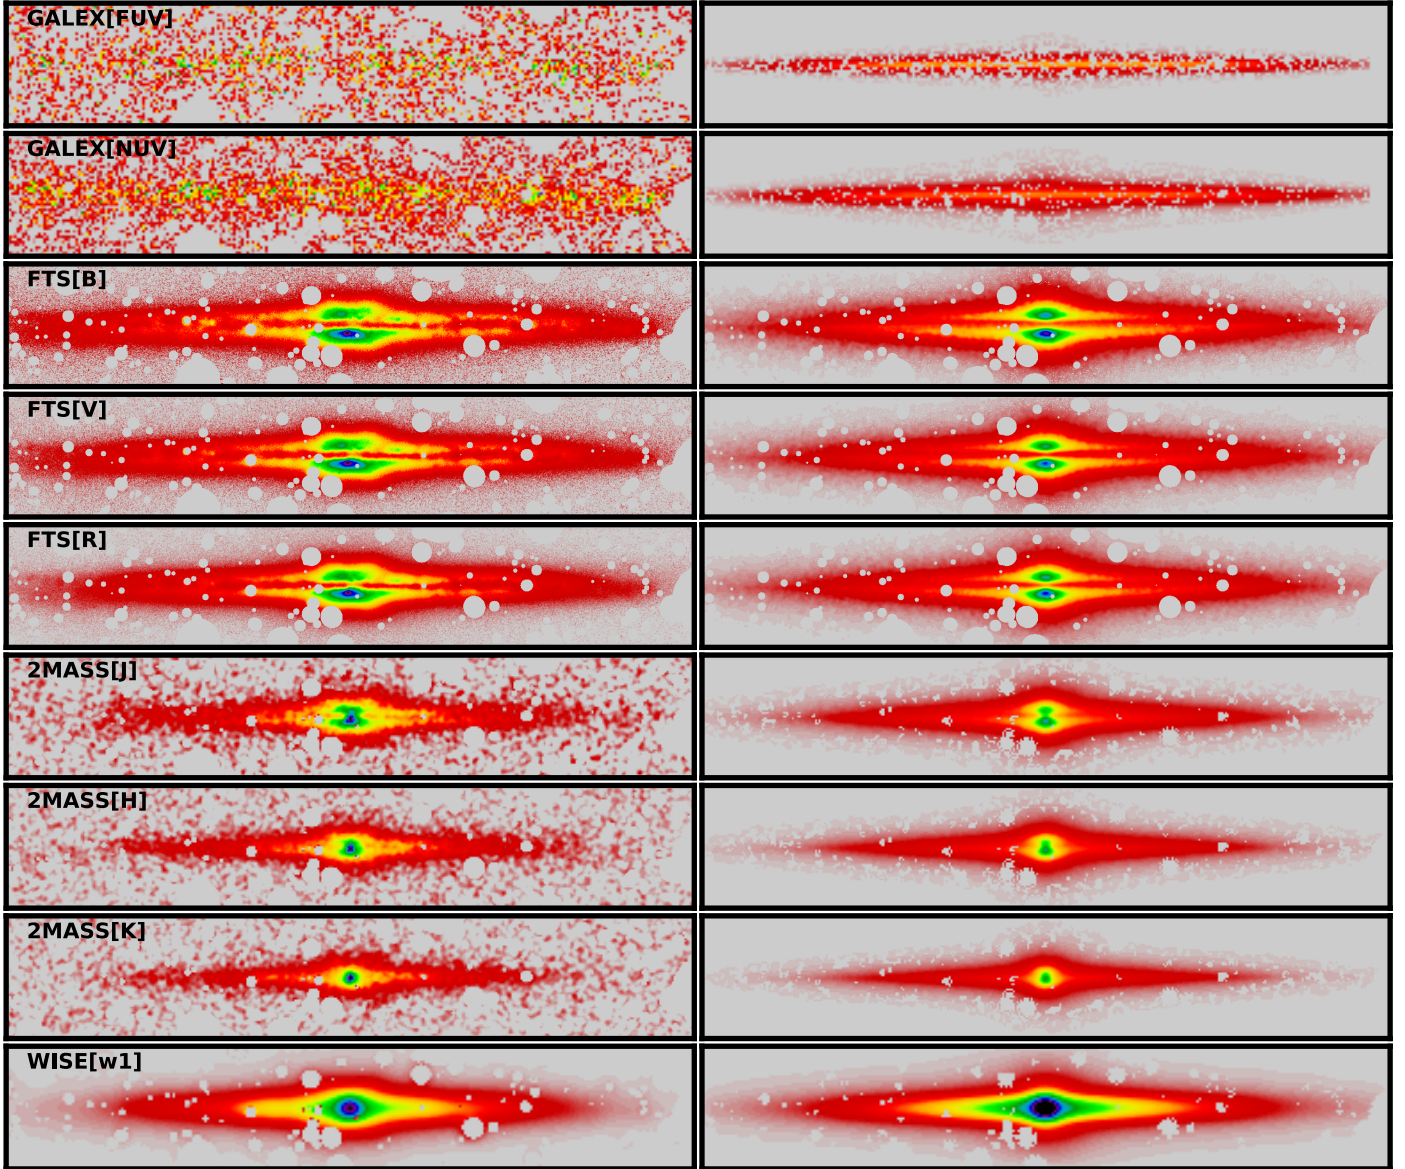 GALEX[FUV]
GALEX[NUV]
FTS[B]
FTS[V]
FTS[R]
2MASS[J]
2MASS[H]
2MASS[K]
WISE[w1]